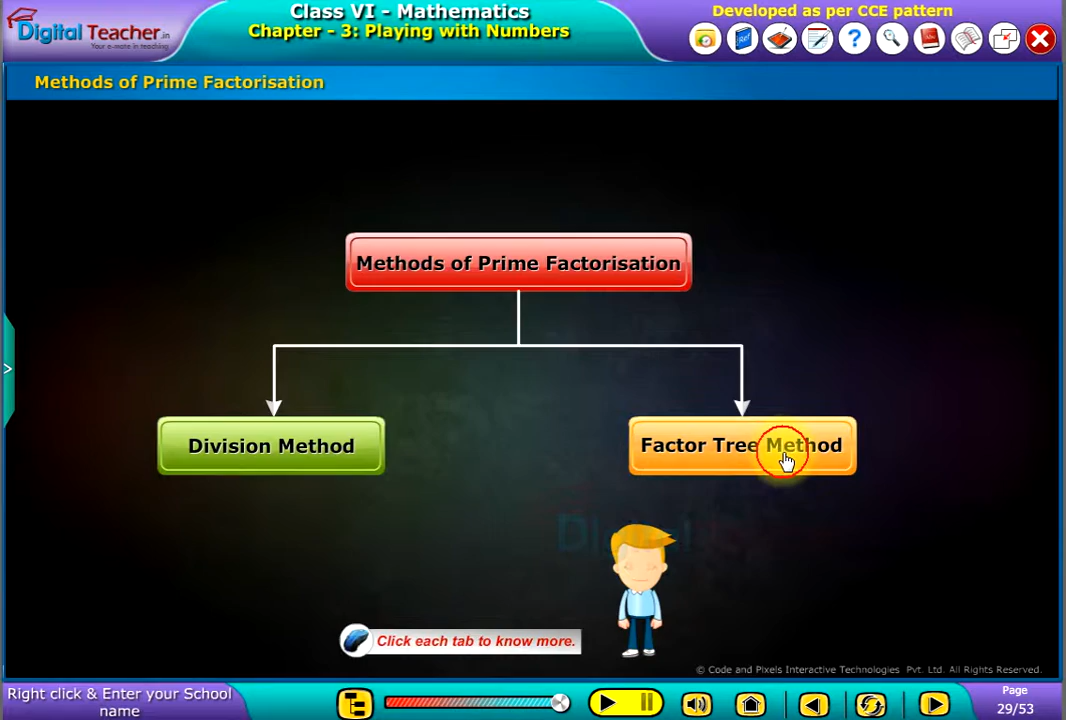 Digital Teacher.in
Your e-mate in teaching
Class VI - Mathematics
Chapter - 3: Playing with Numbers
Developed as per CCE pattern
Ref
?
Abc
Methods of Prime Factorisation
Methods of Prime Factorisation
>
Division Method
Factor Tree Method
Digital
Click each tab to know more.
© Code and Pixels Interactive Technologies Pvt. Ltd. All Rights Reserved.
Right click & Enter your School
name
Page
29/53